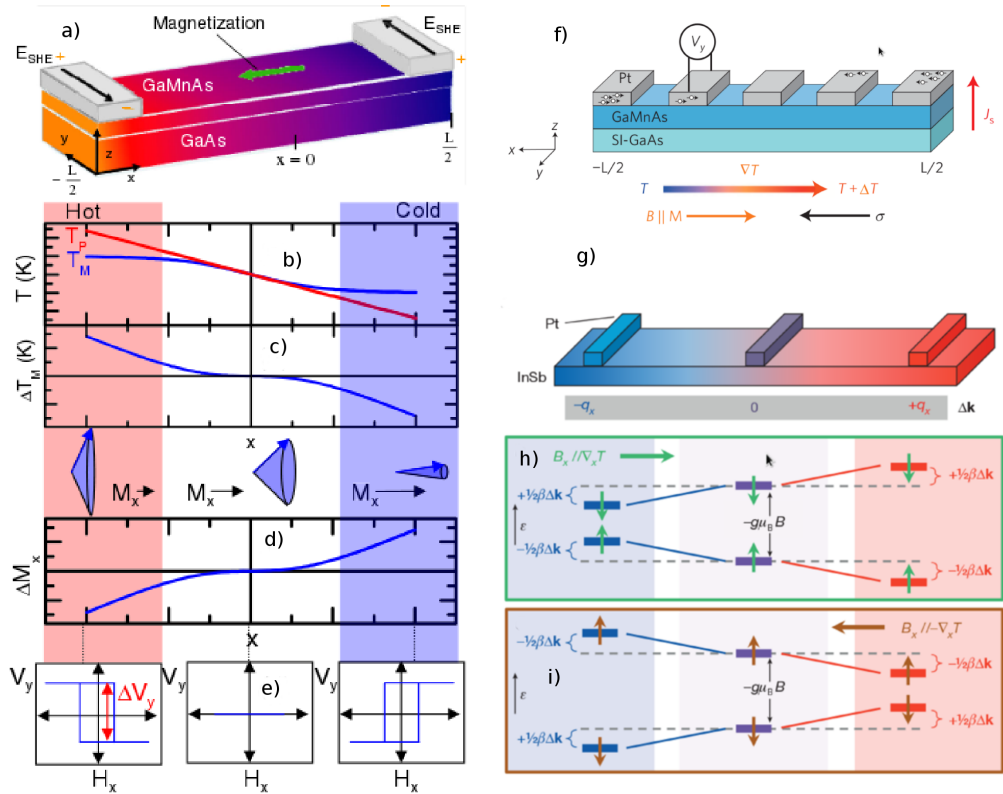 a)
Magnetization
E_SHE
E_SHE +
+
−
−
GaMnAs
GaAs
y
z
x
x = 0
L/2
− L/2
Hot
Cold
T_P
T_M
b)
T (K)
c)
ΔT_M (K)
x
M_x
M_x
M_x
d)
ΔM_x
x
V_y
ΔV_y
V_y
e)
V_y
H_x
H_x
H_x
f)
V_y
Pt
GaMnAs
SI-GaAs
J_s
z
x
y
−L/2
L/2
∇T
T
T + ΔT
B || M
σ
g)
Pt
InSb
−q_x
0
+q_x
Δk
h)
B_x //∇_xT
+½βΔk
+½βΔk
ε
−gμ_BB
−½βΔk
−½βΔk
B_x //−∇_xT
−½βΔk
−½βΔk
i)
ε
−gμ_BB
+½βΔk
+½βΔk